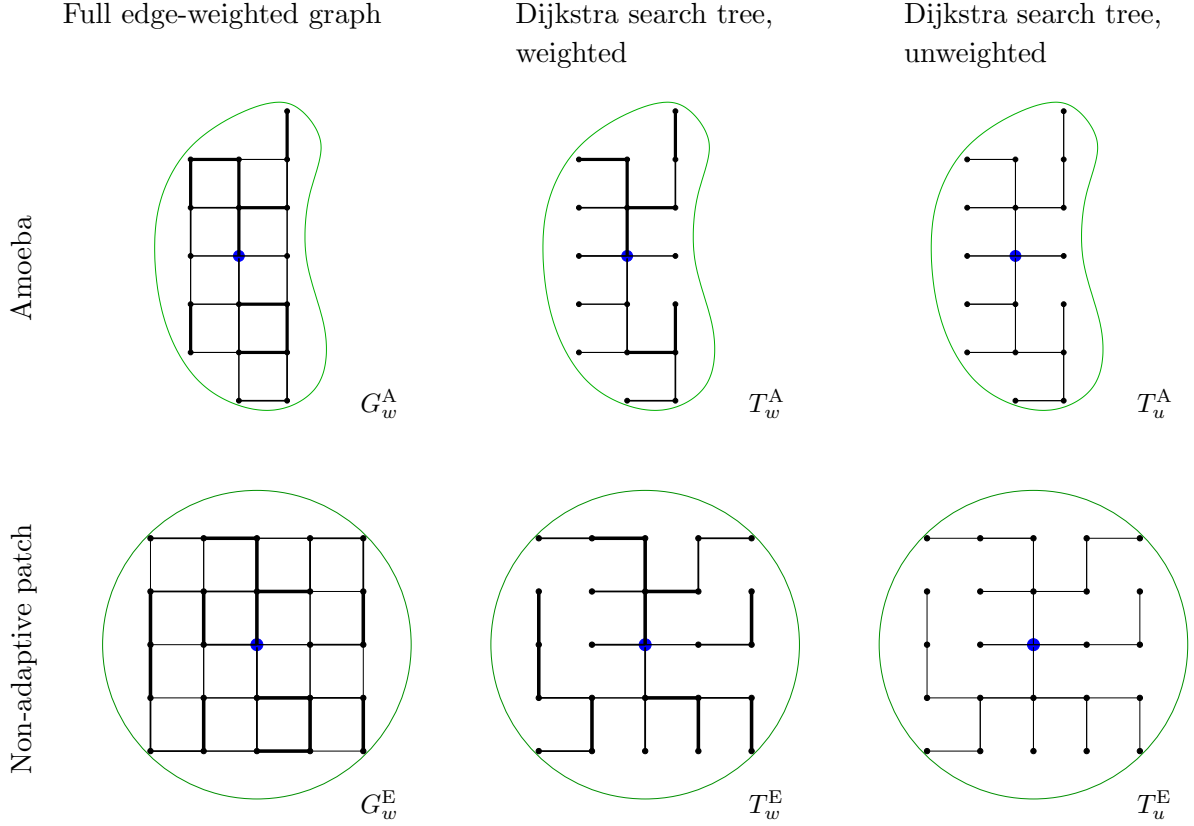 Full edge-weighted graph
Dijkstra search tree,
weighted
Dijkstra search tree,
unweighted
Amoeba
G_w^A
T_w^A
T_u^A
Non-adaptive patch
G_w^E
T_w^E
T_u^E